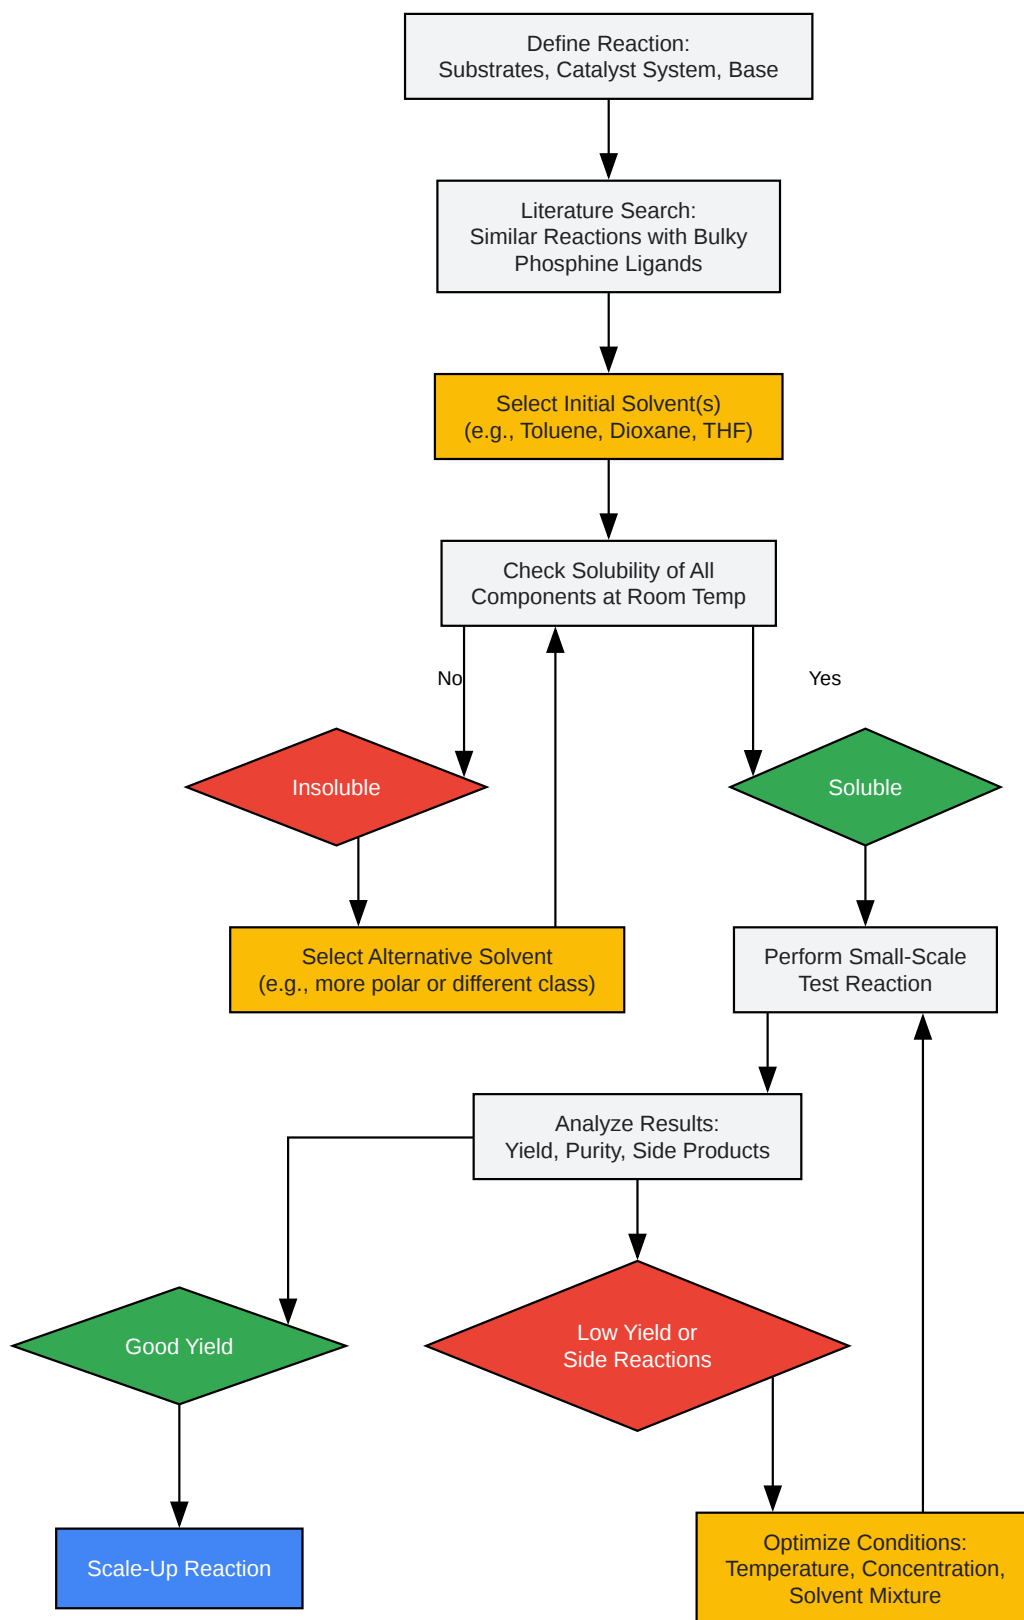 Define Reaction:
Substrates, Catalyst System, Base
Literature Search:
Similar Reactions with Bulky
Phosphine Ligands
Select Initial Solvent(s)
(e.g., Toluene, Dioxane, THF)
Check Solubility of All
Components at Room Temp
No
Yes
Insoluble
Soluble
Select Alternative Solvent
(e.g., more polar or different class)
Perform Small-Scale
Test Reaction
Analyze Results:
Yield, Purity, Side Products
Good Yield
Low Yield or
Side Reactions
Scale-Up Reaction
Optimize Conditions:
Temperature, Concentration,
Solvent Mixture